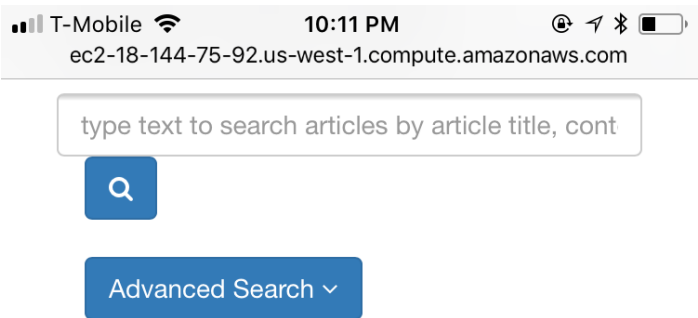 T-Mobile 10:11 PM
ec2-18-144-75-92.us-west-1.compute.amazonaws.com
type text to search articles by article title, cont
Advanced Search